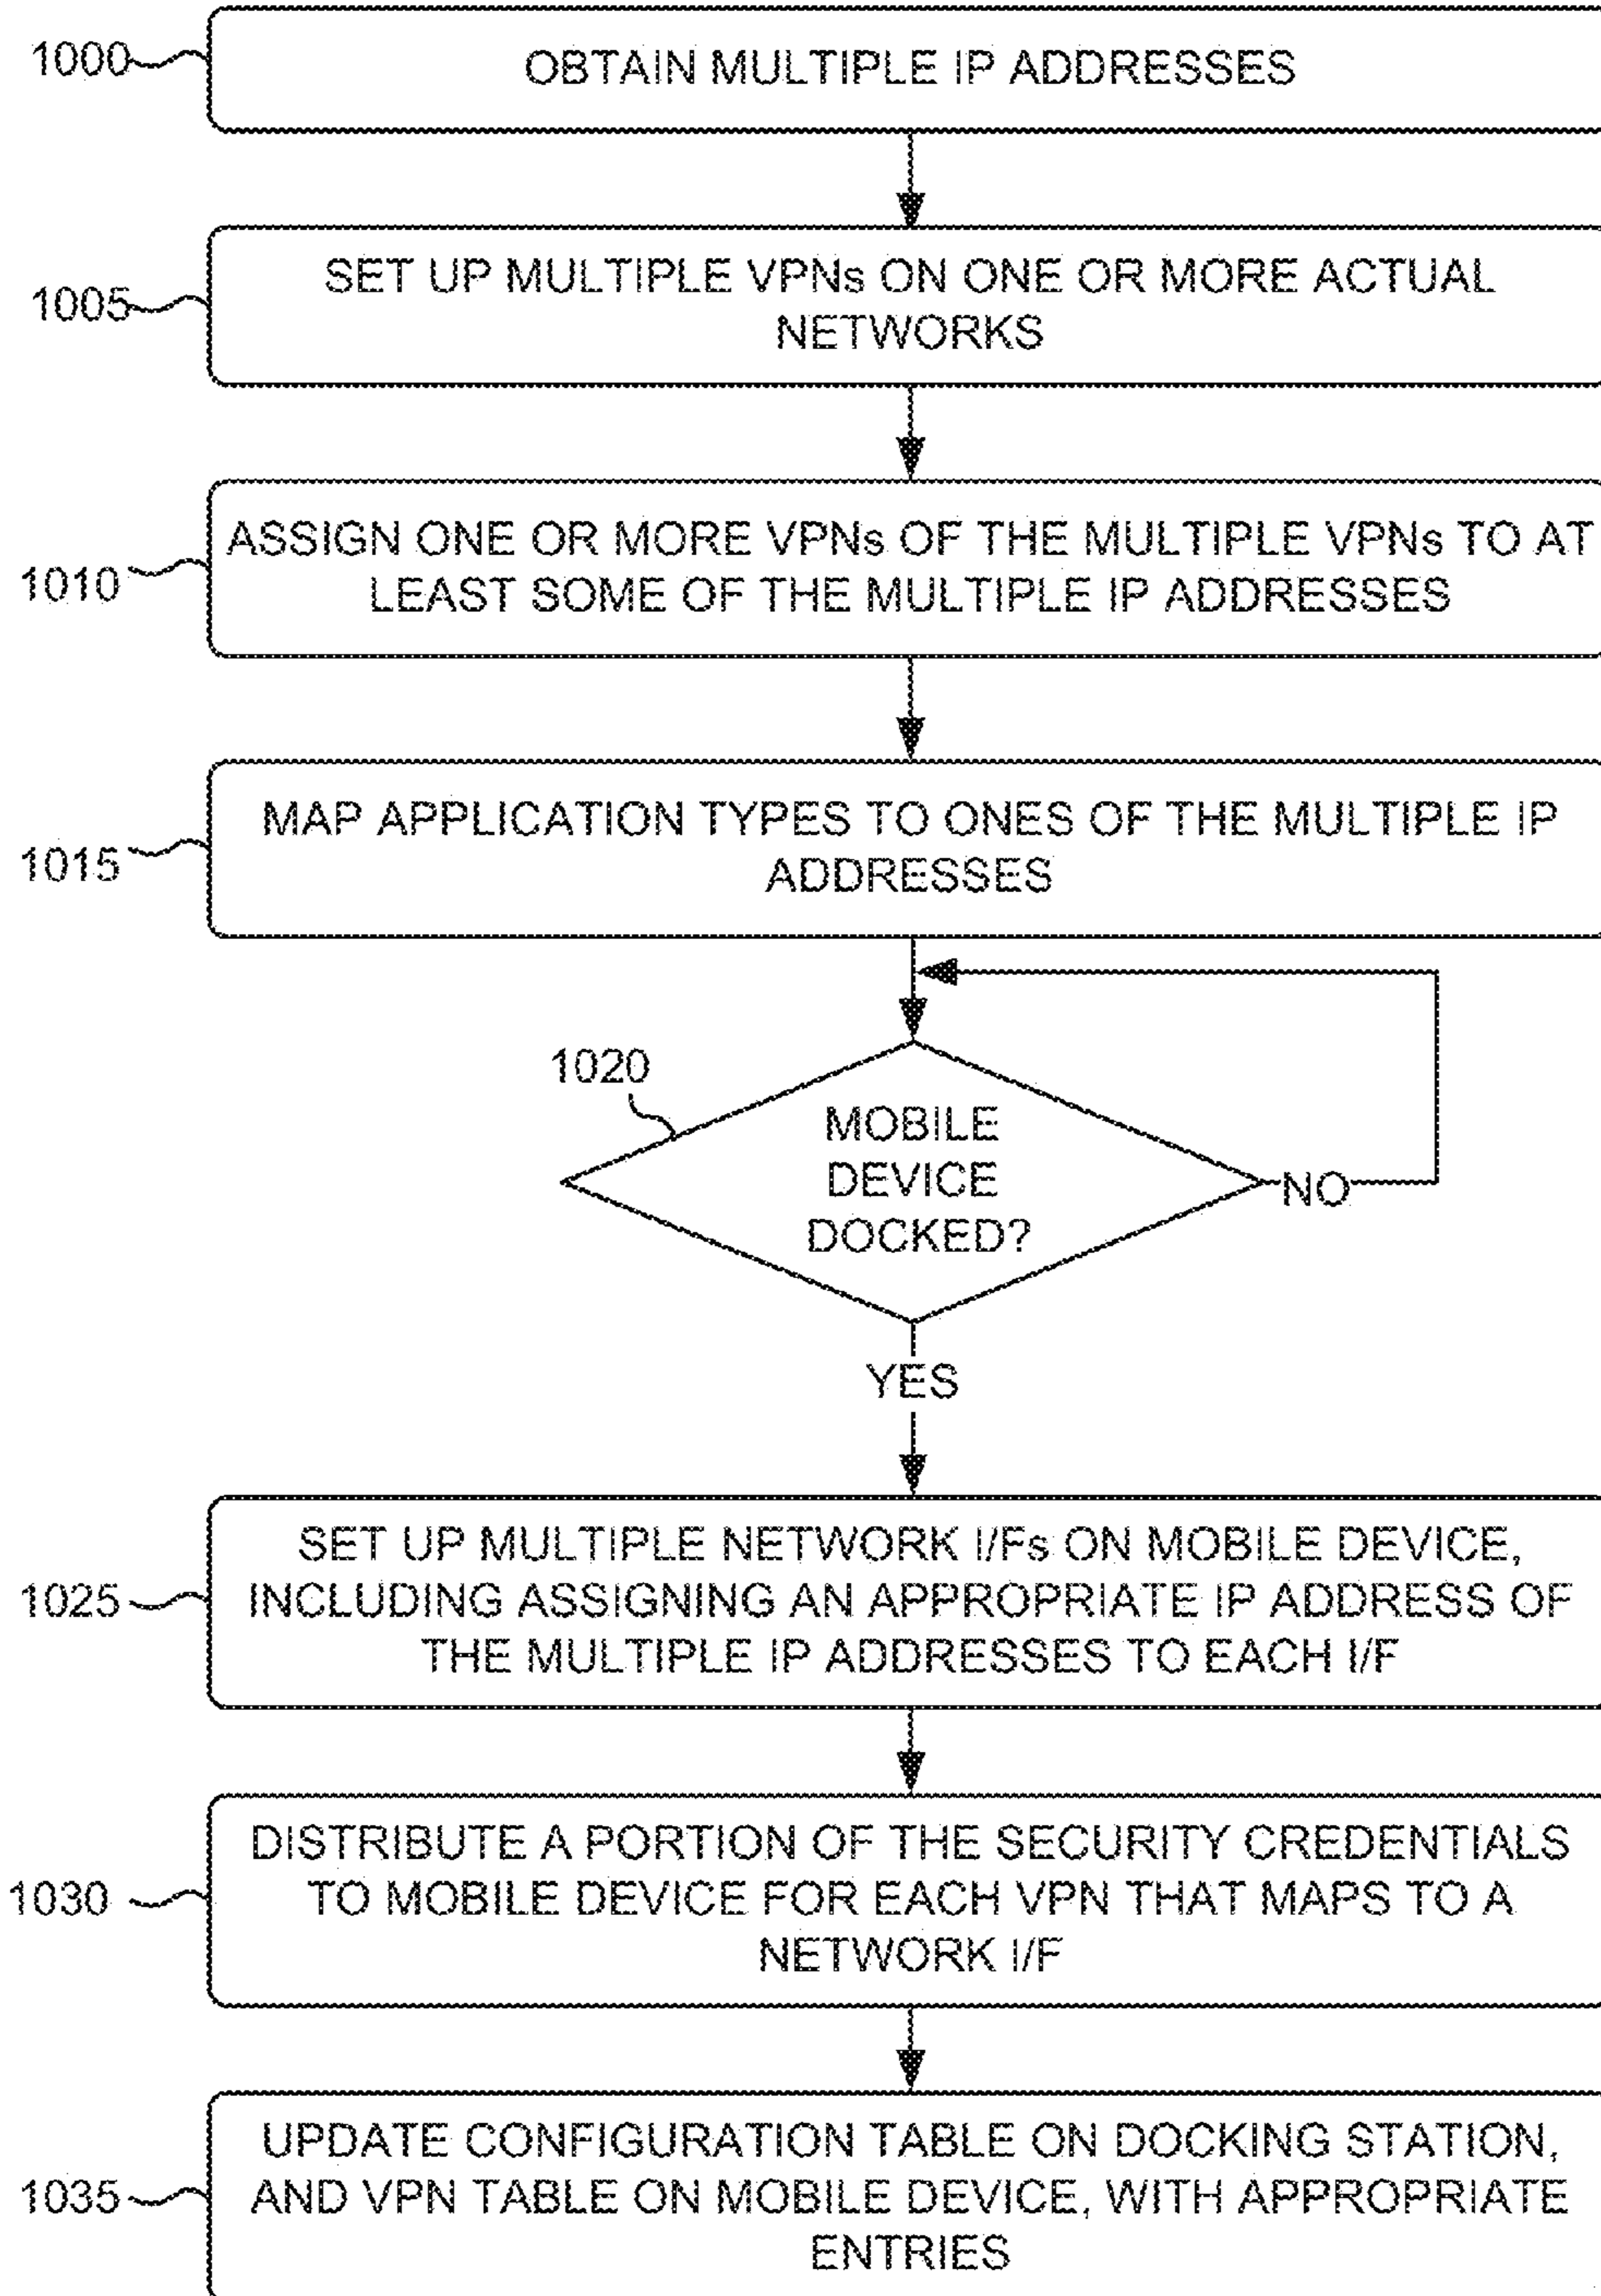 1000
OBTAIN MULTIPLE IP ADDRESSES
1005
SET UP MULTIPLE VPNs ON ONE OR MORE ACTUAL
NETWORKS
1010
ASSIGN ONE OR MORE VPNs OF THE MULTIPLE VPNs TO AT
LEAST SOME OF THE MULTIPLE IP ADDRESSES
1015
MAP APPLICATION TYPES TO ONES OF THE MULTIPLE IP
ADDRESSES
1020
MOBILE
DEVICE
DOCKED?
NO
YES
1025
SET UP MULTIPLE NETWORK I/Fs ON MOBILE DEVICE,
INCLUDING ASSIGNING AN APPROPRIATE IP ADDRESS OF
THE MULTIPLE IP ADDRESSES TO EACH I/F
1030
DISTRIBUTE A PORTION OF THE SECURITY CREDENTIALS
TO MOBILE DEVICE FOR EACH VPN THAT MAPS TO A
NETWORK I/F
1035
UPDATE CONFIGURATION TABLE ON DOCKING STATION,
AND VPN TABLE ON MOBILE DEVICE, WITH APPROPRIATE
ENTRIES